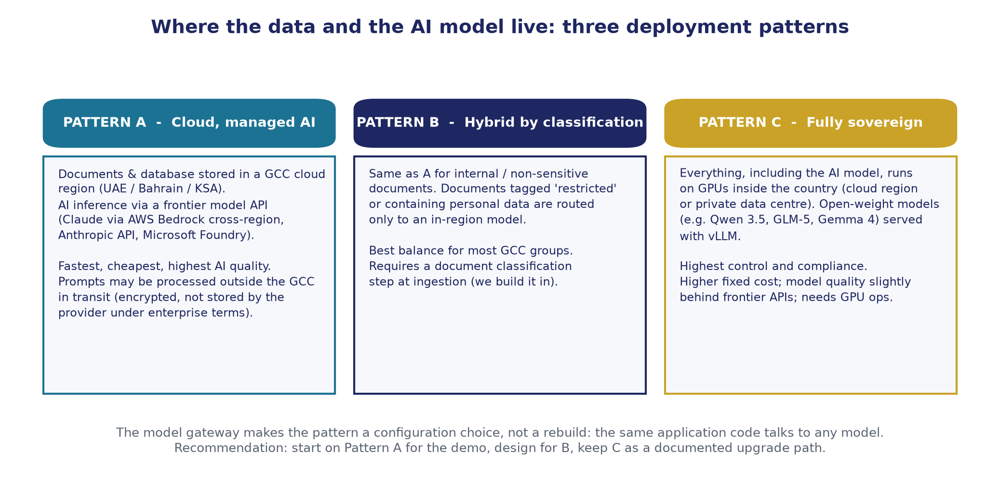 Where the data and the AI model live: three deployment patterns
PATTERN A - Cloud, managed AI
Documents & database stored in a GCC cloud
region (UAE / Bahrain / KSA).
AI inference via a frontier model API
(Claude via AWS Bedrock cross-region,
Anthropic API, Microsoft Foundry).
Fastest, cheapest, highest AI quality.
Prompts may be processed outside the GCC
in transit (encrypted, not stored by the
provider under enterprise terms).
PATTERN B - Hybrid by classification
Same as A for internal / non-sensitive
documents. Documents tagged 'restricted'
or containing personal data are routed
only to an in-region model.
Best balance for most GCC groups.
Requires a document classification
step at ingestion (we build it in).
PATTERN C - Fully sovereign
Everything, including the AI model, runs
on GPUs inside the country (cloud region
or private data centre). Open-weight models
(e.g. Qwen 3.5, GLM-5, Gemma 4) served
with vLLM.
Highest control and compliance.
Higher fixed cost; model quality slightly
behind frontier APIs; needs GPU ops.
The model gateway makes the pattern a configuration choice, not a rebuild: the same application code talks to any model.
Recommendation: start on Pattern A for the demo, design for B, keep C as a documented upgrade path.